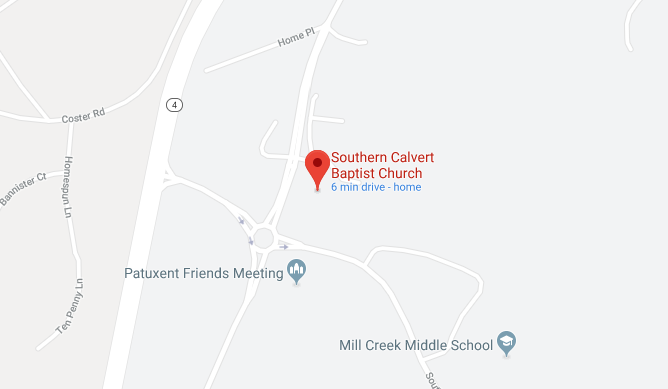 Home Pl
4
Coster Rd
Southern Calvert
Baptist Church
6 min drive - home
Homespun Ln
Bannister Ct
Patuxent Friends Meeting
Ten Penny Ln
Mill Creek Middle School
Sou